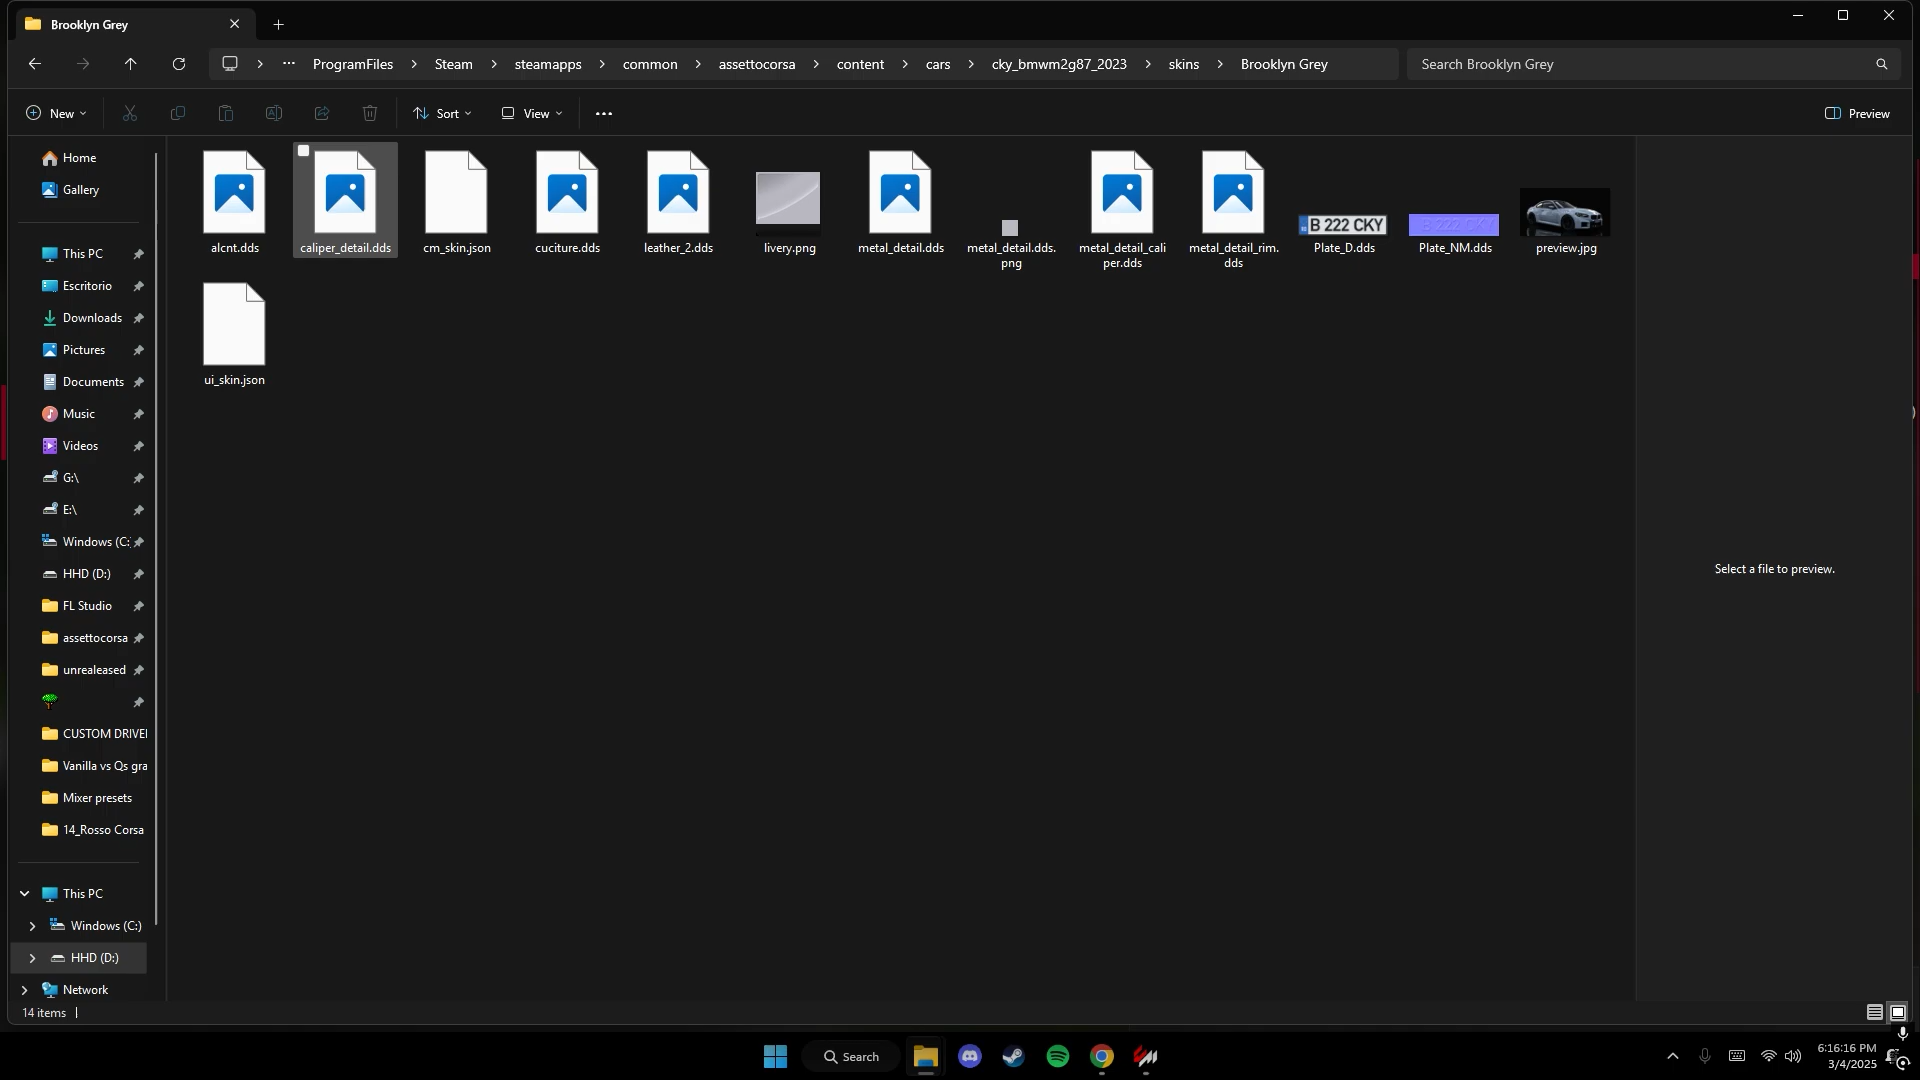 Brooklyn Grey
ProgramFiles
Steam
steamapps
common
assettocorsa
content
cars
cky_bmwm2g87_2023
skins
Brooklyn Grey
Search Brooklyn Grey
New
Sort
View
Preview
Home
Gallery
This PC
Escritorio
Downloads
Pictures
Documents
Music
Videos
G:\
E:\
Windows (C:
HHD (D:)
FL Studio
assettocorsa
unrealeased
CUSTOM DRIVE
Vanilla vs Qs gra
Mixer presets
14_Rosso Corsa
This PC
Windows (C:)
HHD (D:)
Network
alcnt.dds
caliper_detail.dds
cm_skin.json
cuciture.dds
leather_2.dds
livery.png
metal_detail.dds
metal_detail.dds.
png
metal_detail_cali
per.dds
metal_detail_rim.
dds
B 222 CKY
Plate_D.dds
B 222 CKY
Plate_NM.dds
preview.jpg
ui_skin.json
Select a file to preview.
14 items
Search
6:16:16 PM
3/4/2025